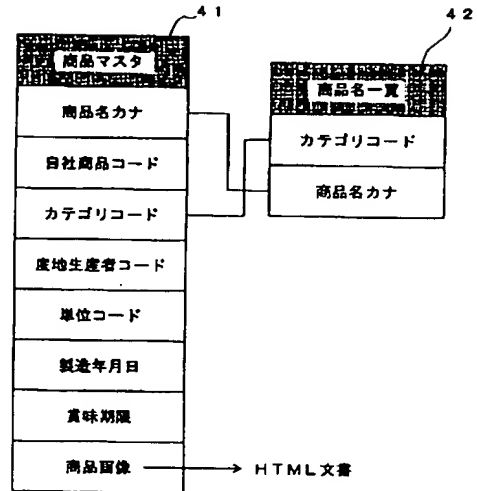 41
商品マスタ
商品名カナ
自社商品コード
カテゴリコード
産地生産者コード
単位コード
製造年月日
賞味期限
商品画像
HTML文書
42
商品名一覧
カテゴリコード
商品名カナ